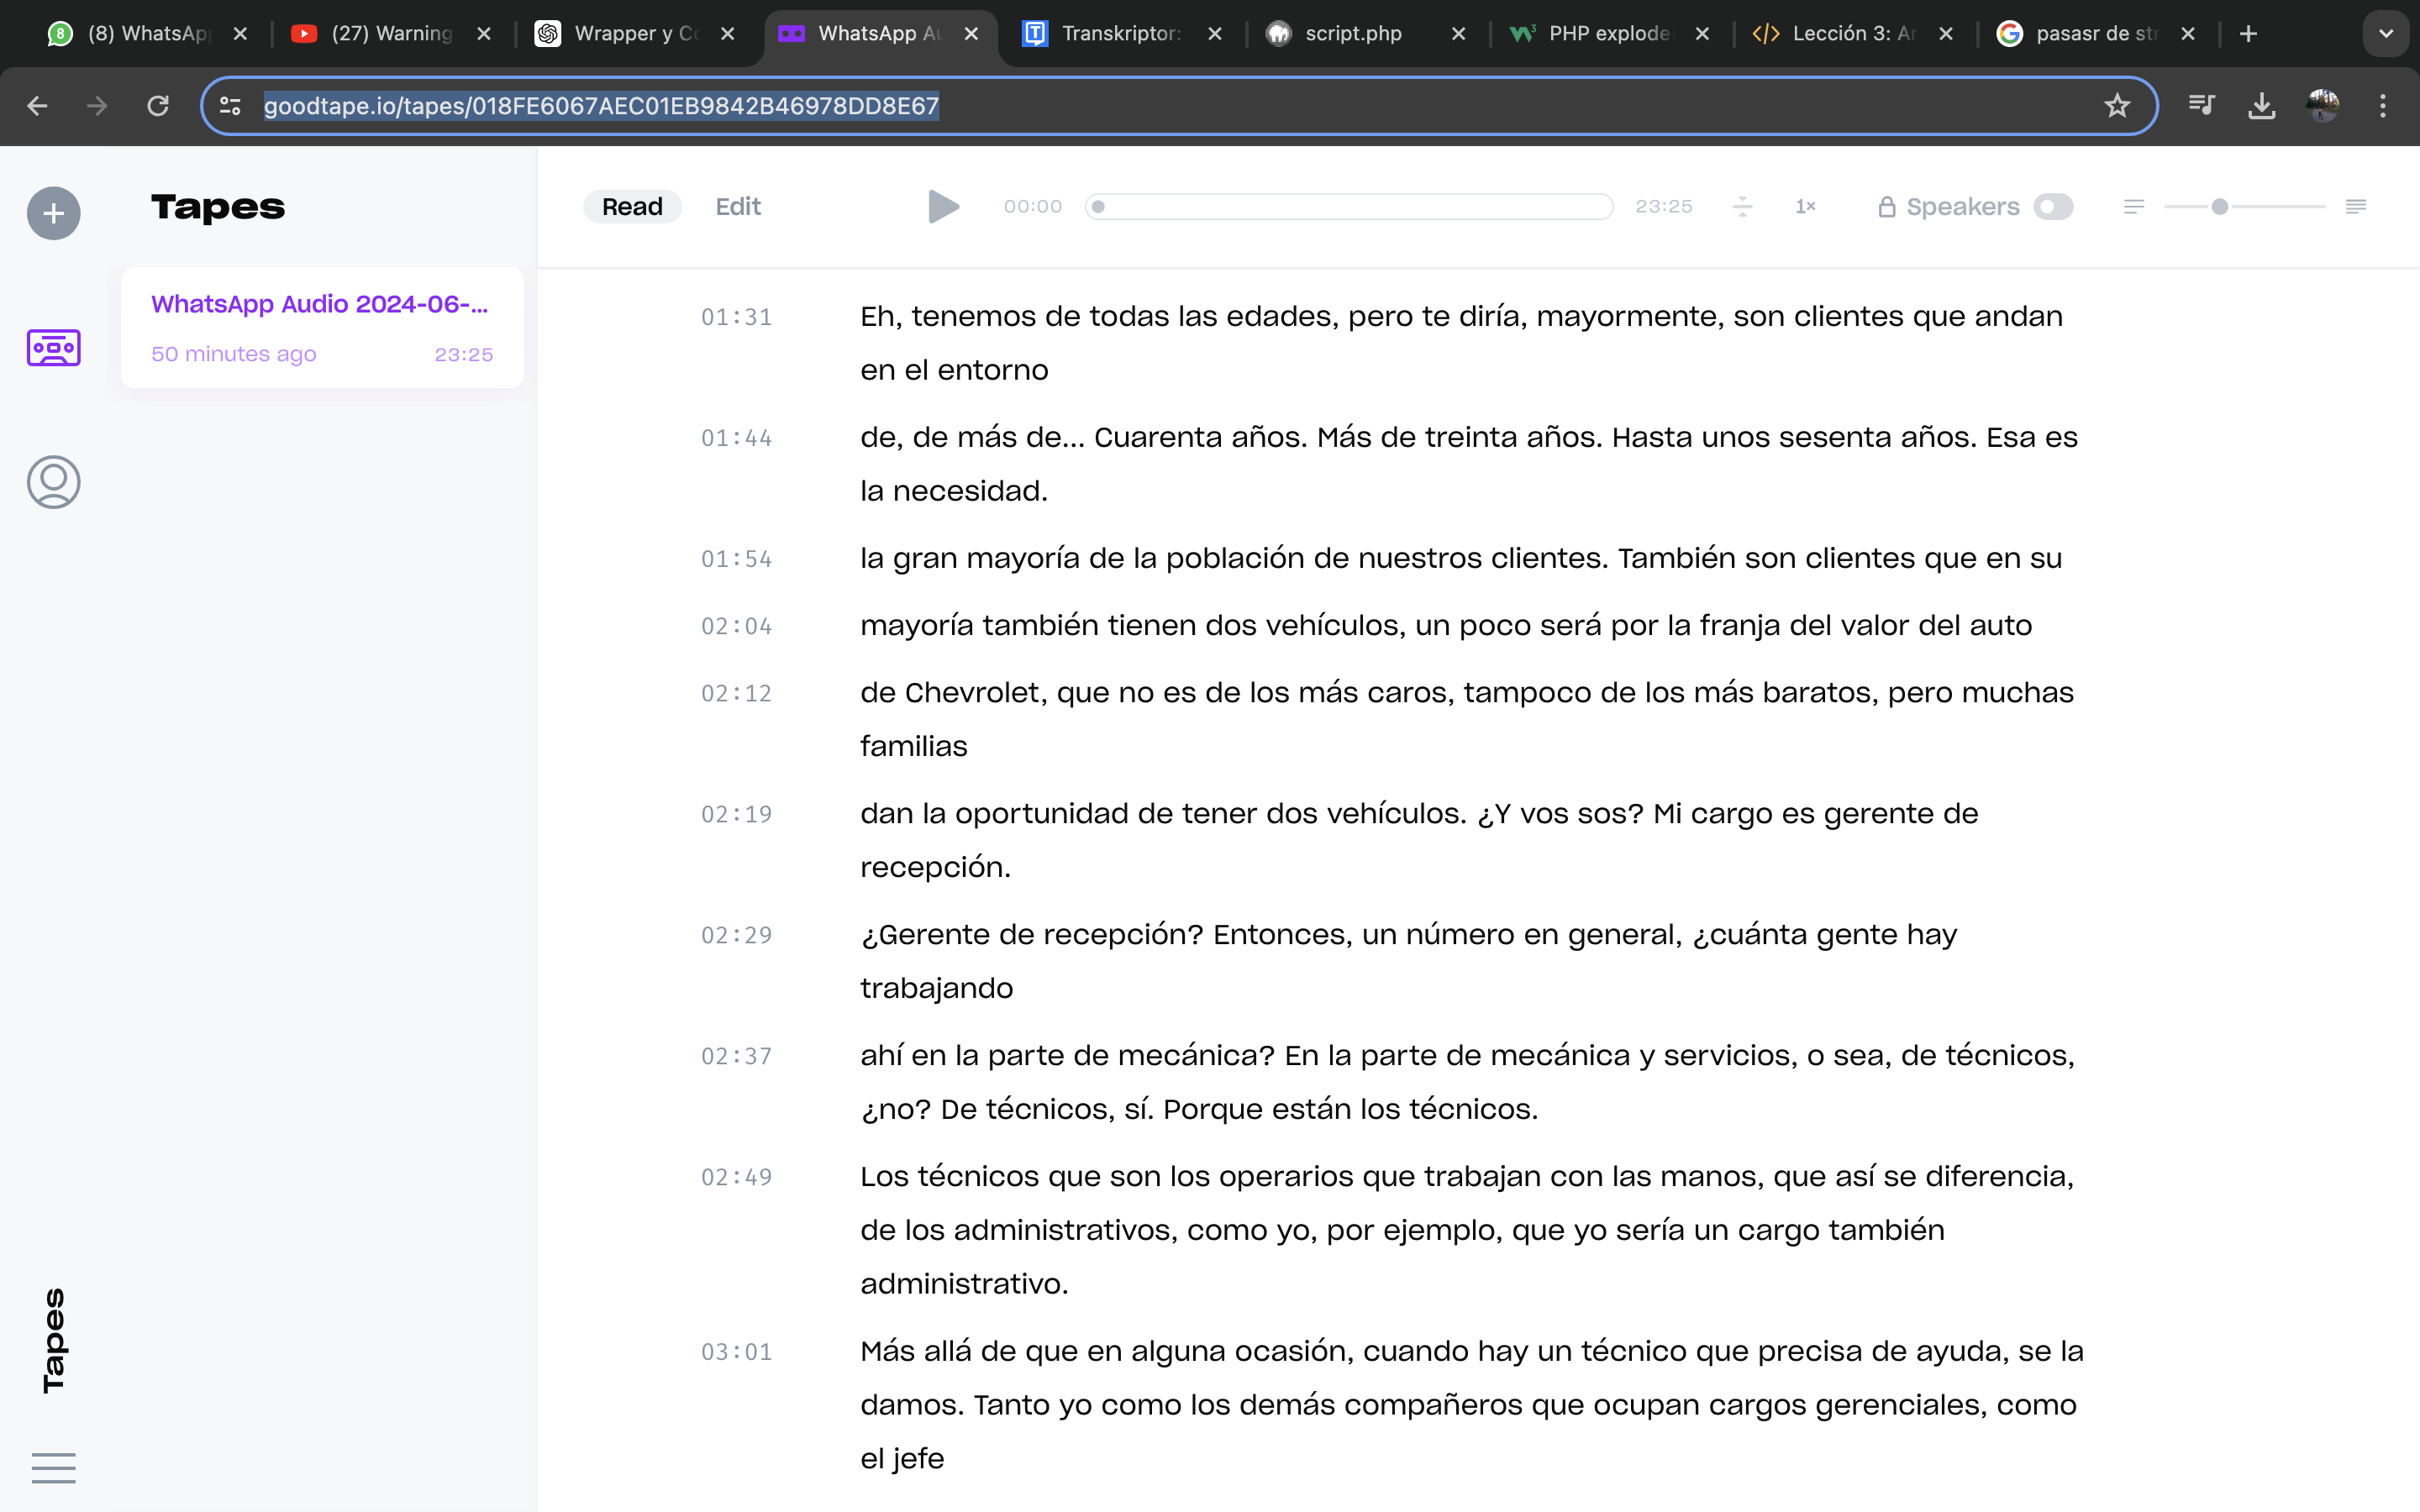 (8) WhatsAp
(27) Warning
Wrapper y Co
WhatsApp Au
Transkriptor:
script.php
PHP explode
Lección 3: Ar
pasasr de str
goodtape.io/tapes/018FE6067AEC01EB9842B46978DD8E67
Tapes
WhatsApp Audio 2024-06-...
50 minutes ago 23:25
Read Edit 00:00 23:25 1× Speakers
01:31 Eh, tenemos de todas las edades, pero te diría, mayormente, son clientes que andan
en el entorno
01:44 de, de más de... Cuarenta años. Más de treinta años. Hasta unos sesenta años. Esa es
la necesidad.
01:54 la gran mayoría de la población de nuestros clientes. También son clientes que en su
02:04 mayoría también tienen dos vehículos, un poco será por la franja del valor del auto
02:12 de Chevrolet, que no es de los más caros, tampoco de los más baratos, pero muchas
familias
02:19 dan la oportunidad de tener dos vehículos. ¿Y vos sos? Mi cargo es gerente de
recepción.
02:29 ¿Gerente de recepción? Entonces, un número en general, ¿cuánta gente hay
trabajando
02:37 ahí en la parte de mecánica? En la parte de mecánica y servicios, o sea, de técnicos,
¿no? De técnicos, sí. Porque están los técnicos.
02:49 Los técnicos que son los operarios que trabajan con las manos, que así se diferencia,
de los administrativos, como yo, por ejemplo, que yo sería un cargo también
administrativo.
03:01 Más allá de que en alguna ocasión, cuando hay un técnico que precisa de ayuda, se la
damos. Tanto yo como los demás compañeros que ocupan cargos gerenciales, como
el jefe
Tapes